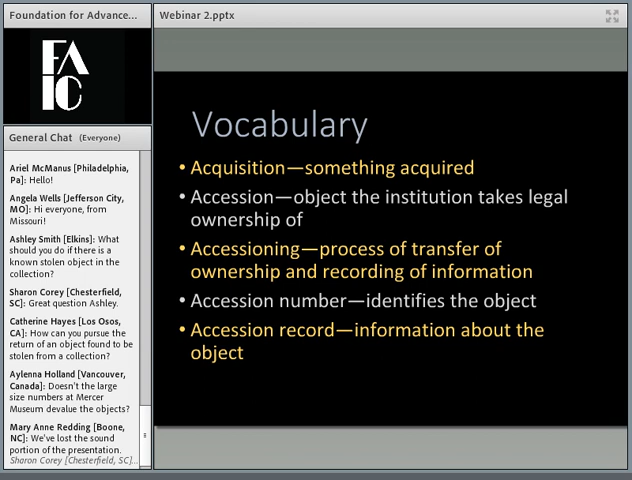 Foundation for Advance...
FA
IC
General Chat (Everyone)
Ariel McManus [Philadelphia,
Pa]: Hello!
Angela Wells [Jefferson City,
MO]: Hi everyone, from
Missouri!
Ashley Smith [Elkins]: What
should you do if there is a
known stolen object in the
collection?
Sharon Corey [Chesterfield,
SC]: Great question Ashley.
Catherine Hayes [Los Osos,
CA]: How can you pursue the
return of an object found to be
stolen from a collection?
Aylenna Holland [Vancouver,
Canada]: Doesn't the large
size numbers at Mercer
Museum devalue the objects?
Mary Anne Redding [Boone,
NC]: We've lost the sound
portion of the presentation.
Sharon Corey [Chesterfield, SC]...
Webinar 2.pptx
Vocabulary
• Acquisition—something acquired
• Accession—object the institution takes legal
ownership of
• Accessioning—process of transfer of
ownership and recording of information
• Accession number—identifies the object
• Accession record—information about the
object